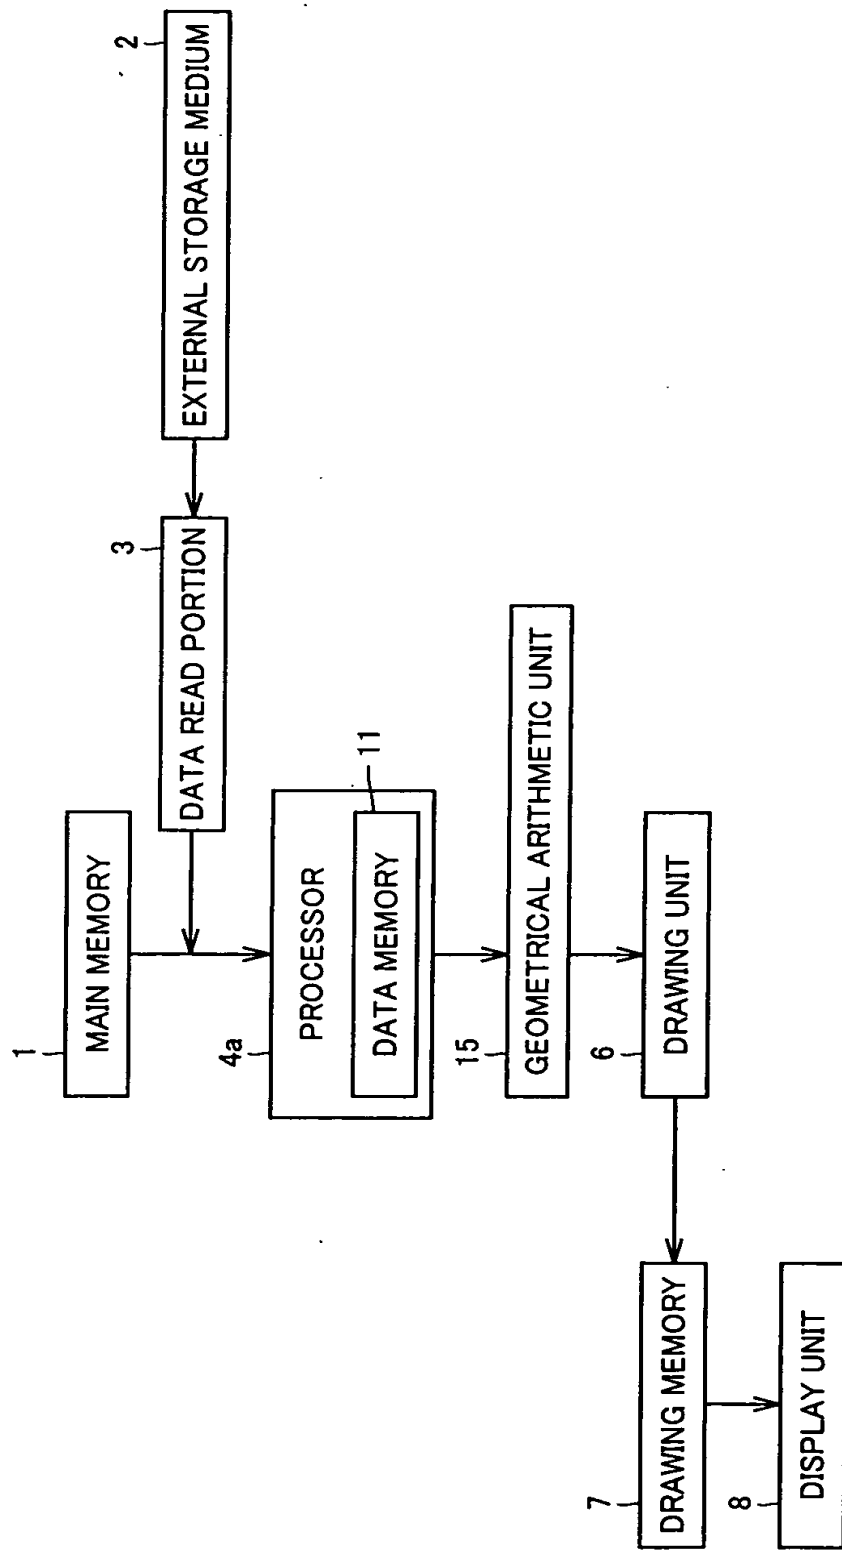 1
MAIN MEMORY
2
EXTERNAL STORAGE MEDIUM
3
DATA READ PORTION
4a
PROCESSOR
11
DATA MEMORY
15
GEOMETRICAL ARITHMETIC UNIT
6
DRAWING UNIT
7
DRAWING MEMORY
8
DISPLAY UNIT